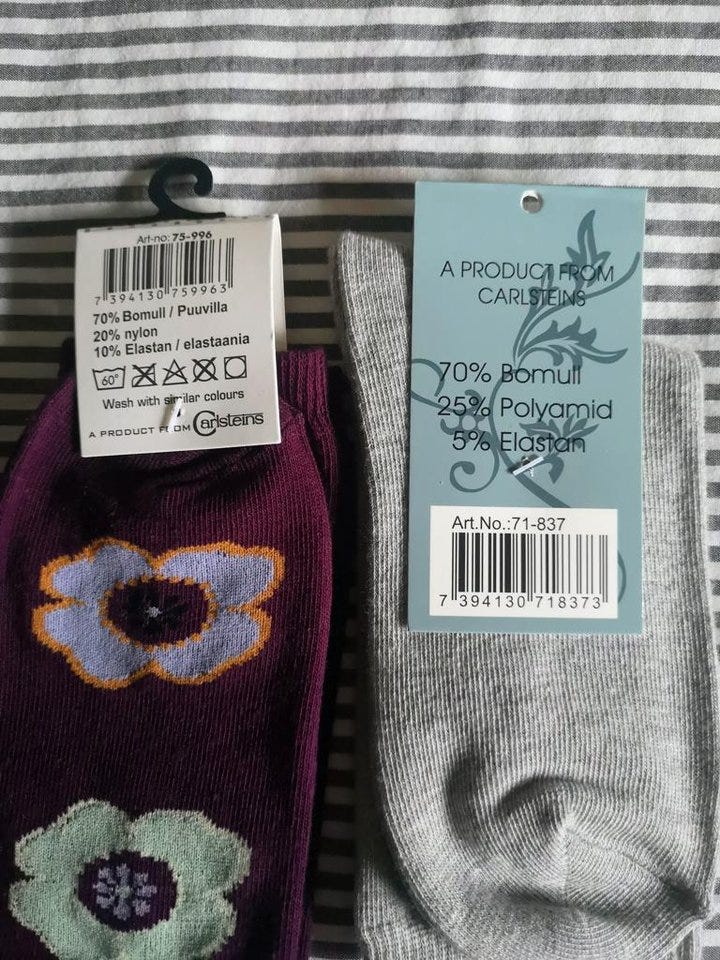 Art-no: 75-996
7 394130 759963
70% Bomull / Puuvilla
20% nylon
10% Elastan / elastaania
60°
Wash with similar colours
A PRODUCT FROM Carlsteins
A PRODUCT FROM
CARLSTEINS
70% Bomull
25% Polyamid
5% Elastan
Art.No.:71-837
7 394130 718373